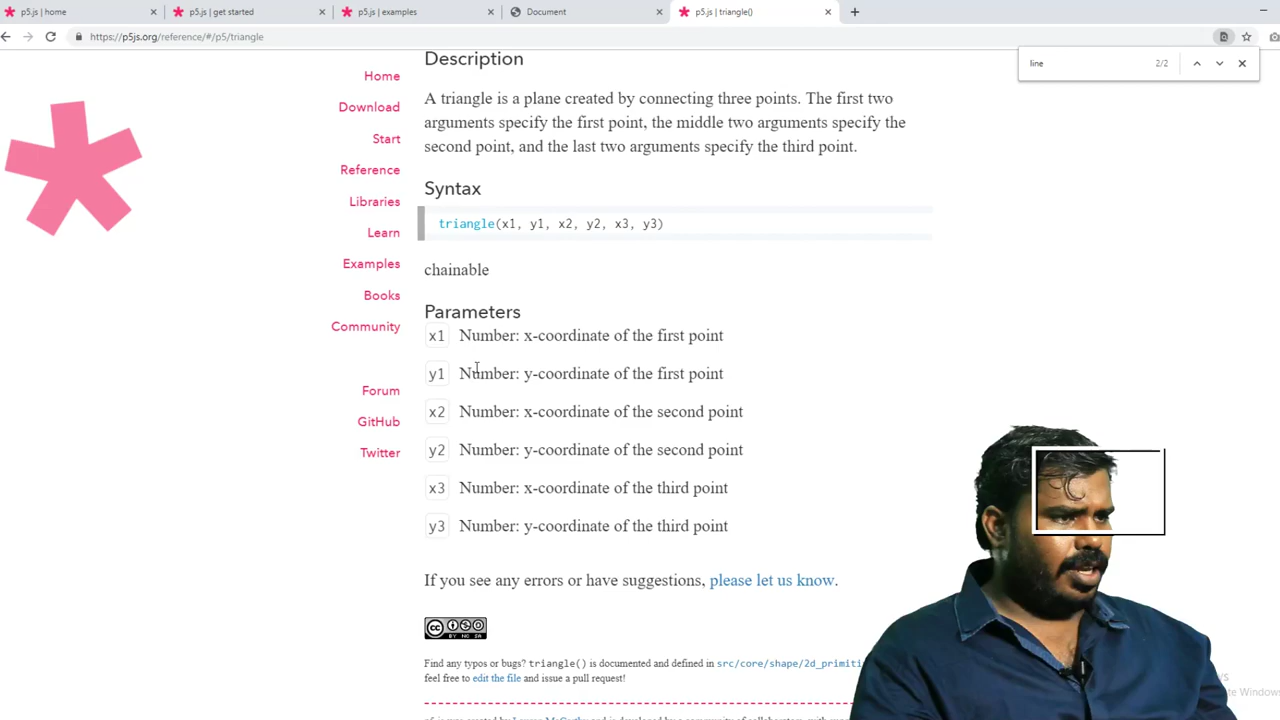 p5.js | home
p5.js | get started
p5.js | examples
Document
p5.js | triangle()
https://p5js.org/reference/#/p5/triangle
line 2/2
Home
Download
Start
Reference
Libraries
Learn
Examples
Books
Community
Forum
GitHub
Twitter
Description
A triangle is a plane created by connecting three points. The first two
arguments specify the first point, the middle two arguments specify the
second point, and the last two arguments specify the third point.
Syntax
triangle(x1, y1, x2, y2, x3, y3)
chainable
Parameters
x1 Number: x-coordinate of the first point
y1 Number: y-coordinate of the first point
x2 Number: x-coordinate of the second point
y2 Number: y-coordinate of the second point
x3 Number: x-coordinate of the third point
y3 Number: y-coordinate of the third point
If you see any errors or have suggestions, please let us know.
CC BY NC SA
Find any typos or bugs? triangle() is documented and defined in src/core/shape/2d_primiti
feel free to edit the file and issue a pull request!